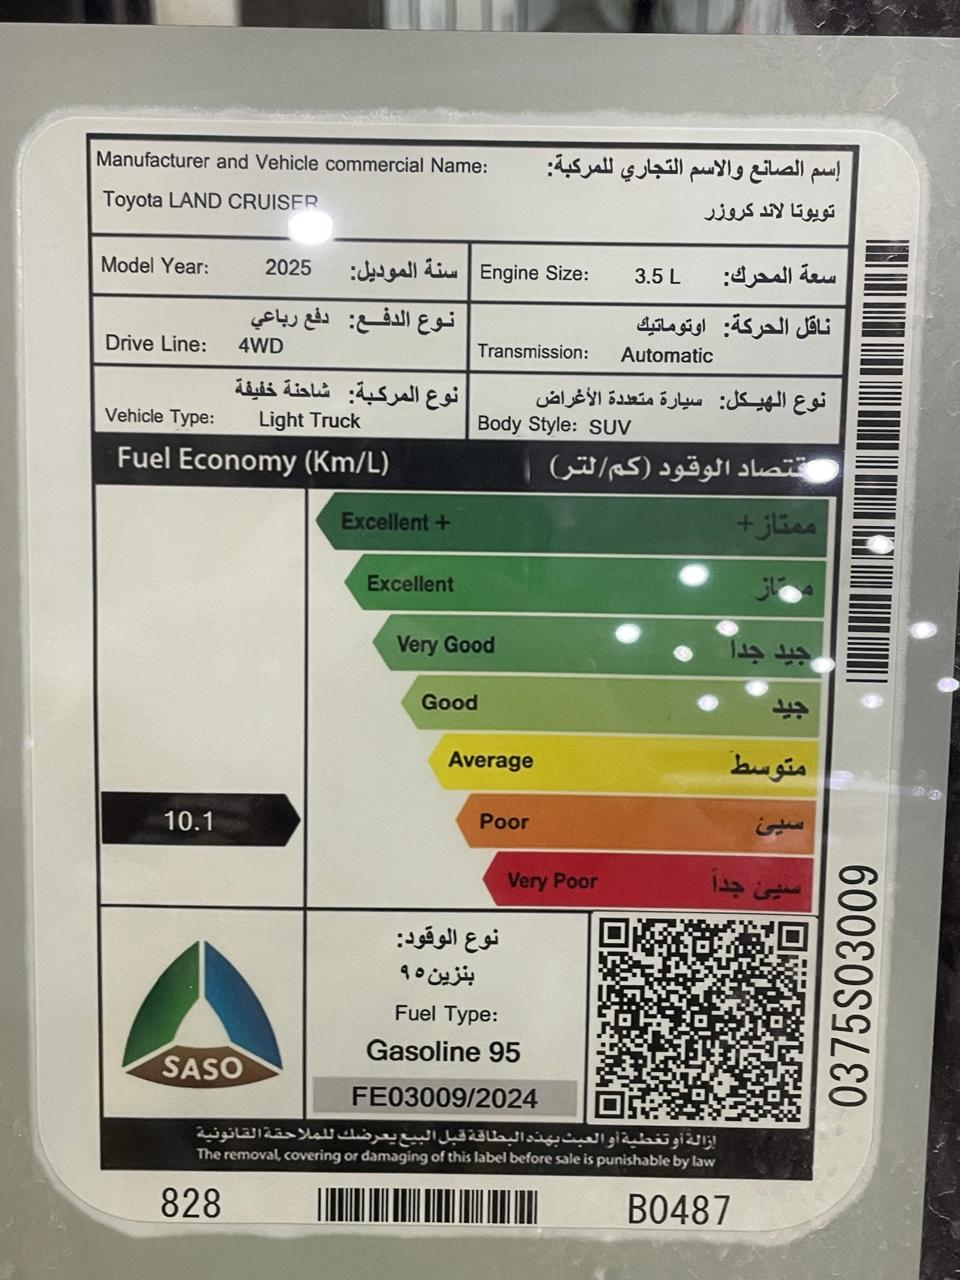 Manufacturer and Vehicle commercial Name: إسم الصانع والاسم التجاري للمركبة:
Toyota LAND CRUISER تويوتا لاند كروزر
Model Year: 2025 سنة الموديل:
Engine Size: 3.5 L سعة المحرك:
نوع الدفع: دفع رباعي
Drive Line: 4WD
ناقل الحركة: اوتوماتيك
Transmission: Automatic
نوع المركبة: شاحنة خفيفة
Vehicle Type: Light Truck
نوع الهيكل: سيارة متعددة الأغراض
Body Style: SUV
Fuel Economy (Km/L) الوقود (كم/لتر)
Excellent + ممتاز+
Excellent ممتاز
Very Good جيد جداً
Good جيد
Average متوسط
10.1
Poor سيئ
Very Poor سيئ جداً
SASO
نوع الوقود:
بنزين ٩٥
Fuel Type:
Gasoline 95
FE03009/2024
إزالة أو تغطية أو العبث بهذه البطاقة قبل البيع يعرضك للملاحقة القانونية
The removal, covering or damaging of this label before sale is punishable by law
828 B0487
0375S03009